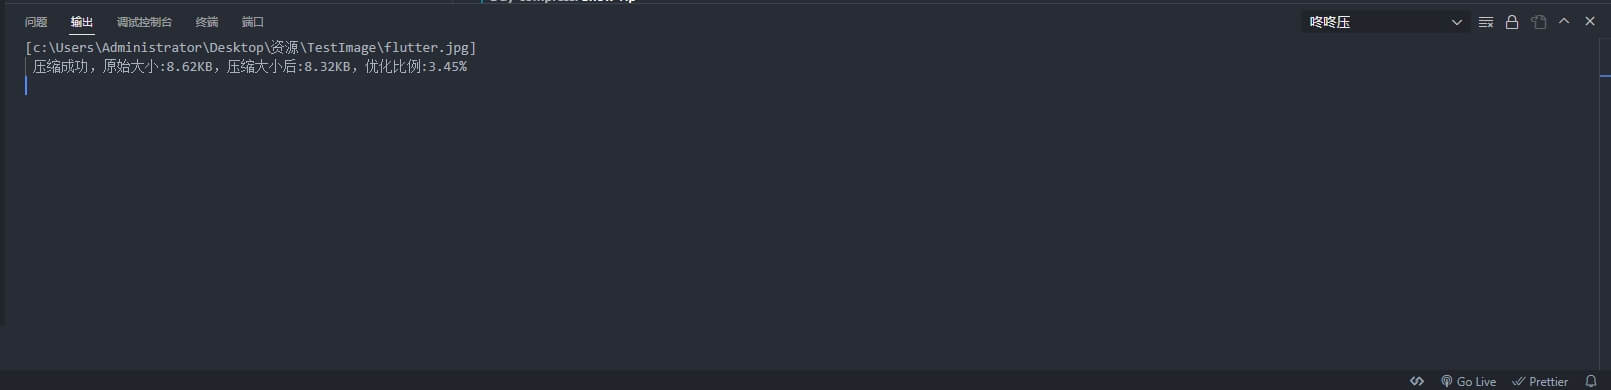 问题 输出 调试控制台 终端 端口 咚咚压
[c:\Users\Administrator\Desktop\资源\TestImage\flutter.jpg]
压缩成功，原始大小:8.62KB，压缩大小后:8.32KB，优化比例:3.45%
Go Live Prettier